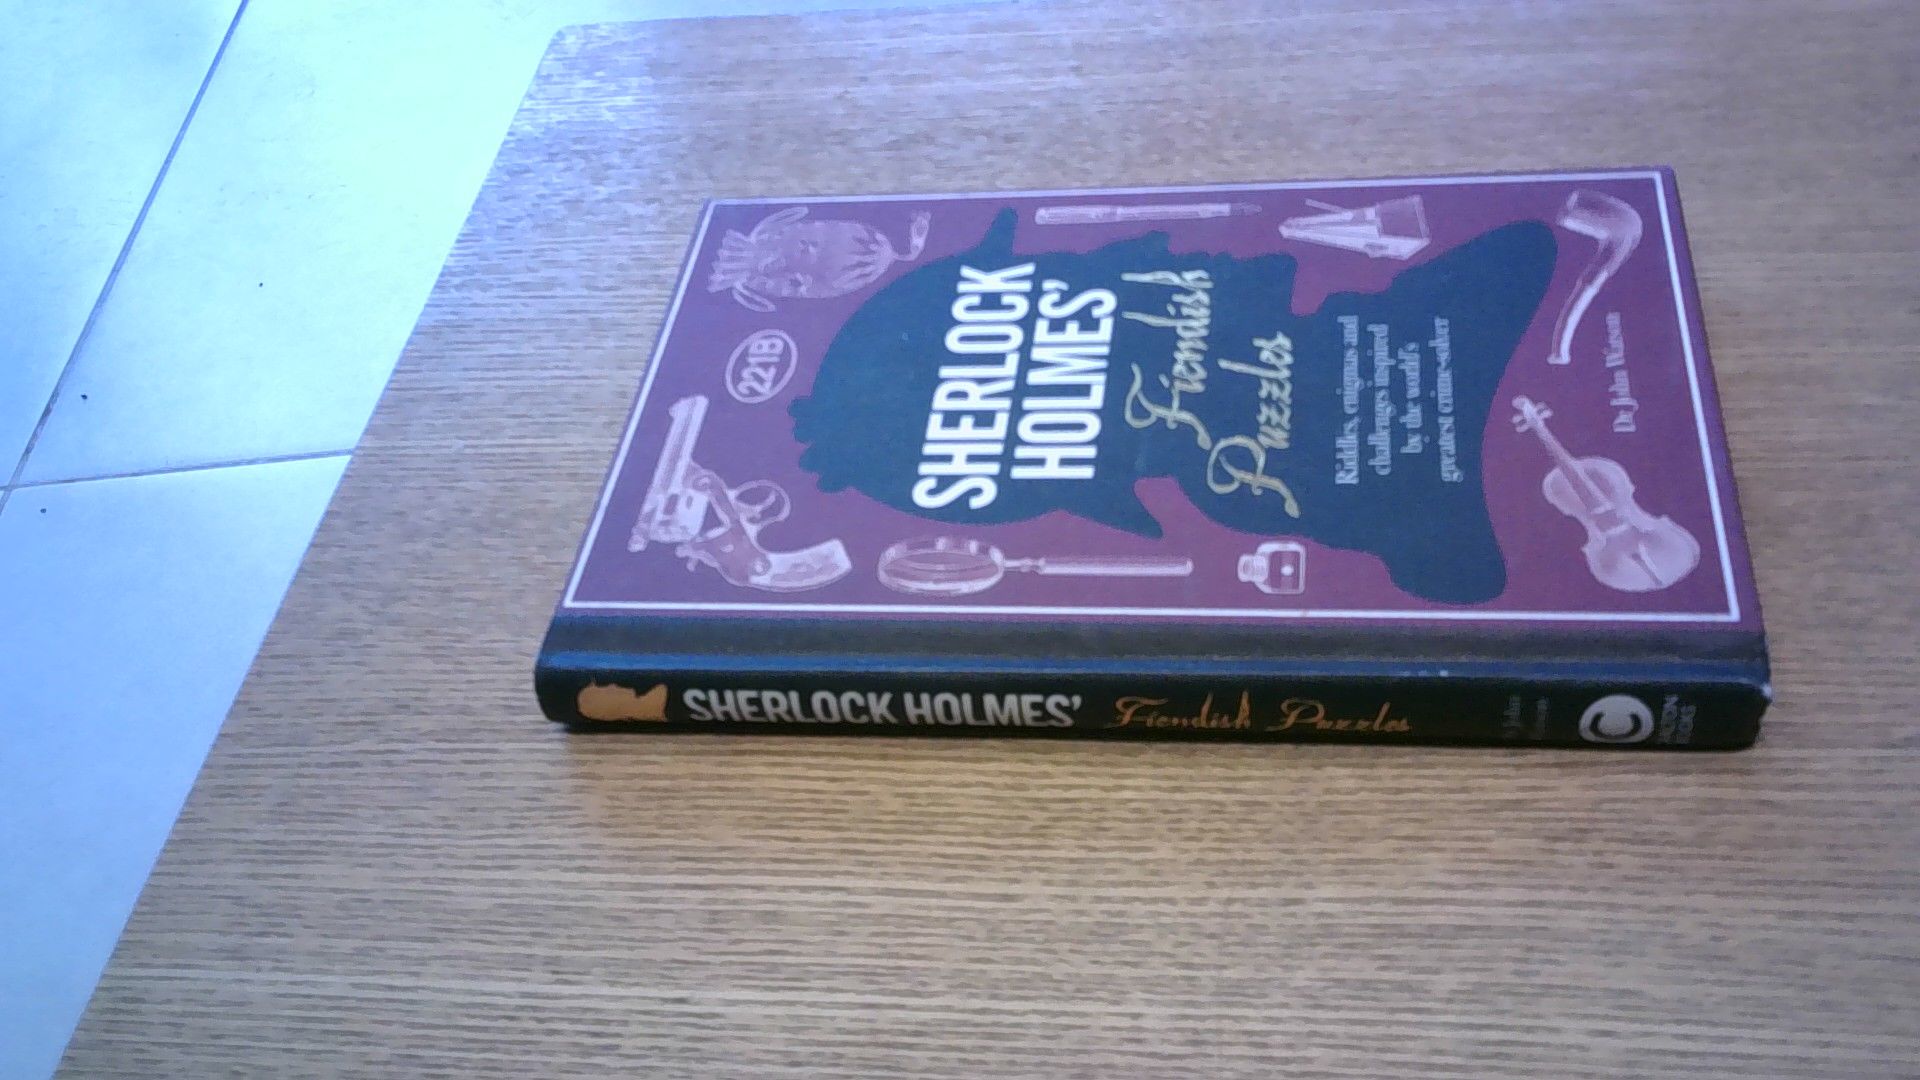 221B
SHERLOCK
HOLMES'
Fiendish
Puzzles
Riddles, enigmas and
challenges inspired
by the world's
greatest crime-solver
Dr John Watson
SHERLOCK HOLMES' Fiendish Puzzles